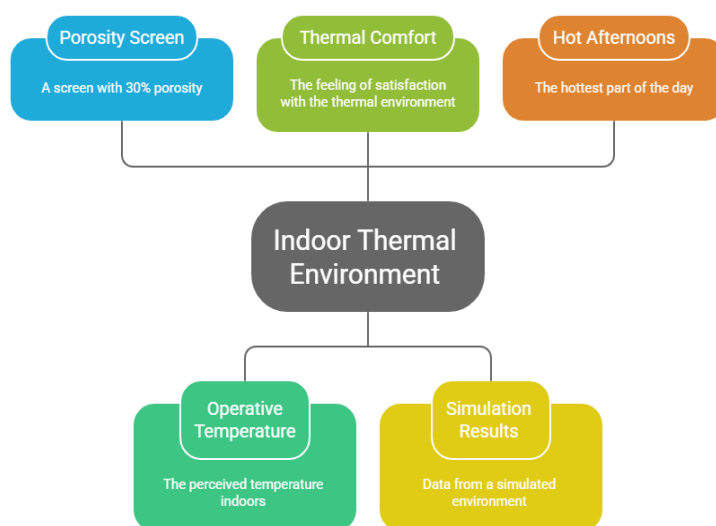 Porosity Screen
A screen with 30% porosity
Thermal Comfort
The feeling of satisfaction
with the thermal environment
Hot Afternoons
The hottest part of the day
Indoor Thermal
Environment
Operative
Temperature
The perceived temperature
indoors
Simulation
Results
Data from a simulated
environment